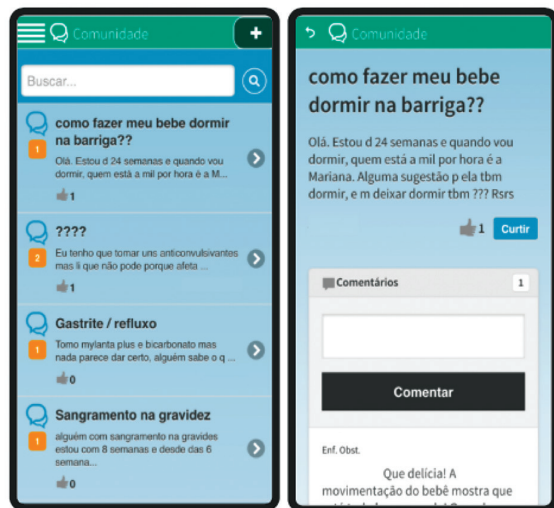 Comunidade
+
Buscar...
como fazer meu bebe dormir
na barriga??
1
Olá. Estou d 24 semanas e quando vou
dormir, quem está a mil por hora é a M...
1
????
2
Eu tenho que tomar uns anticonvulsivantes
mas li que não pode porque afeta ...
1
Gastrite / refluxo
1
Tomo mylanta plus e bicarbonato mas
nada parece dar certo, alguém sabe o q ...
0
Sangramento na gravidez
1
alguém com sangramento na gravides
estou com 8 semanas e desde das 6
semana...
0
Comunidade
como fazer meu bebe
dormir na barriga??
Olá. Estou d 24 semanas e quando vou
dormir, quem está a mil por hora é a
Mariana. Alguma sugestão p ela tbm
dormir, e m deixar dormir tbm ??? Rsrs
1 Curtir
Comentários 1
Comentar
Enf. Obst.
Que delícia! A
movimentação do bebê mostra que